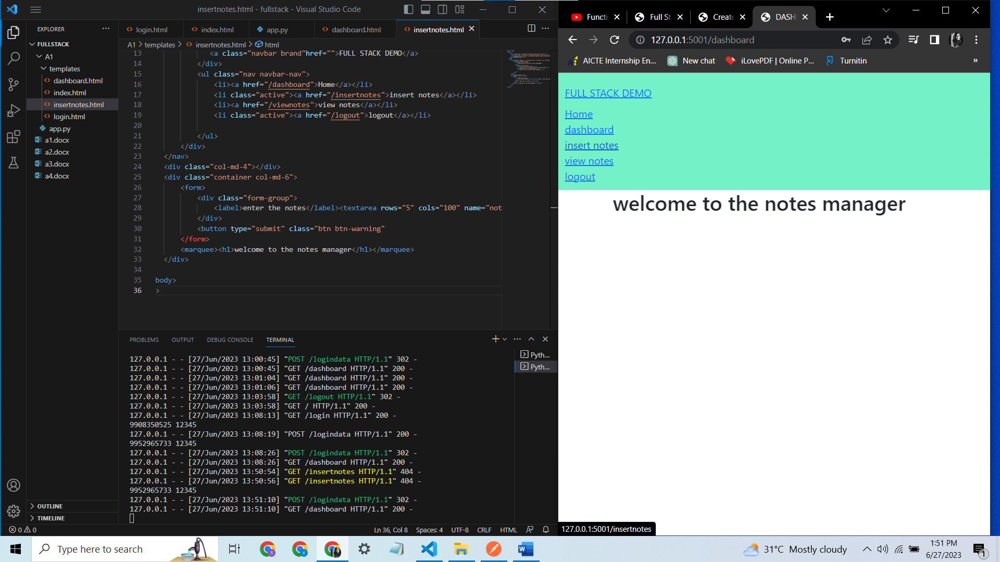 insertnotes.html - fullstack - Visual Studio Code
EXPLORER
FULLSTACK
A1
templates
dashboard.html
index.html
insertnotes.html
login.html
app.py
a1.docx
a2.docx
a3.docx
a4.docx
OUTLINE
TIMELINE
login.html
index.html
app.py
dashboard.html
insertnotes.html
A1 > templates > insertnotes.html > html
13 <a class="navbar brand"href="">FULL STACK DEMO</a>
14 </div>
15 <ul class="nav navbar-nav">
16 <li><a href="/dashboard">Home</a></li>
17 <li class="active"><a href="/insertnotes">insert notes</a></li>
18 <li><a href="/viewnotes">view notes</a></li>
19 <li class="active"><a href="/logout">logout</a></li>
20
21 </ul>
22 </div>
23 </nav>
24 <div class="col-md-4"></div>
25 <div class="container col-md-6">
26 <form>
27 <div class="form-group">
28 <label>enter the notes</label><textarea rows="5" cols="100" name="not
29 </div>
30 <button type="submit" class="btn btn-warning"
31 </form>
32 <marquee><h1>welcome to the notes manager</h1></marquee>
33 </div>
34
35 body>
36 >
PROBLEMS OUTPUT DEBUG CONSOLE TERMINAL
127.0.0.1 - - [27/Jun/2023 13:00:45] "POST /logindata HTTP/1.1" 302 -
127.0.0.1 - - [27/Jun/2023 13:00:45] "GET /dashboard HTTP/1.1" 200 -
127.0.0.1 - - [27/Jun/2023 13:01:04] "GET /dashboard HTTP/1.1" 200 -
127.0.0.1 - - [27/Jun/2023 13:01:06] "GET /dashboard HTTP/1.1" 200 -
127.0.0.1 - - [27/Jun/2023 13:03:58] "GET /logout HTTP/1.1" 302 -
127.0.0.1 - - [27/Jun/2023 13:03:58] "GET / HTTP/1.1" 200 -
127.0.0.1 - - [27/Jun/2023 13:08:13] "GET /login HTTP/1.1" 200 -
9908350525 12345
127.0.0.1 - - [27/Jun/2023 13:08:19] "POST /logindata HTTP/1.1" 200 -
9952965733 12345
127.0.0.1 - - [27/Jun/2023 13:08:26] "POST /logindata HTTP/1.1" 302 -
127.0.0.1 - - [27/Jun/2023 13:08:26] "GET /dashboard HTTP/1.1" 200 -
127.0.0.1 - - [27/Jun/2023 13:50:54] "GET /insertnotes HTTP/1.1" 404 -
127.0.0.1 - - [27/Jun/2023 13:50:56] "GET /insertnotes HTTP/1.1" 404 -
9952965733 12345
127.0.0.1 - - [27/Jun/2023 13:51:10] "POST /logindata HTTP/1.1" 302 -
127.0.0.1 - - [27/Jun/2023 13:51:10] "GET /dashboard HTTP/1.1" 200 -
Pyth...
Pyth...
0 0
Ln 36, Col 8 Spaces: 4 UTF-8 CRLF HTML
Functi
Full St
Create
DASH
127.0.0.1:5001/dashboard
AICTE Internship En...
New chat
iLovePDF | Online P...
Turnitin
»
FULL STACK DEMO
Home
dashboard
insert notes
view notes
logout
welcome to the notes manager
127.0.0.1:5001/insertnotes
Type here to search
31°C Mostly cloudy
1:51 PM
6/27/2023
1